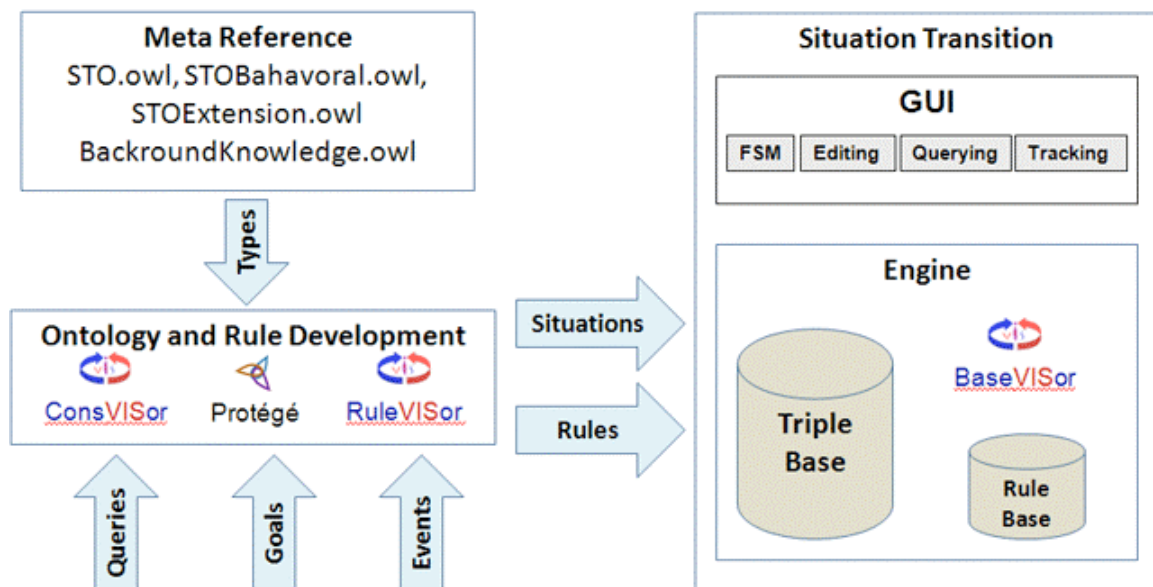 Meta Reference
STO.owl, STOBahavoral.owl,
STOExtension.owl
BackroundKnowledge.owl
Types
Ontology and Rule Development
ConsVISor
Protégé
RuleVISor
Queries
Goals
Events
Situations
Rules
Situation Transition
GUI
FSM
Editing
Querying
Tracking
Engine
BaseVISor
Triple
Base
Rule
Base